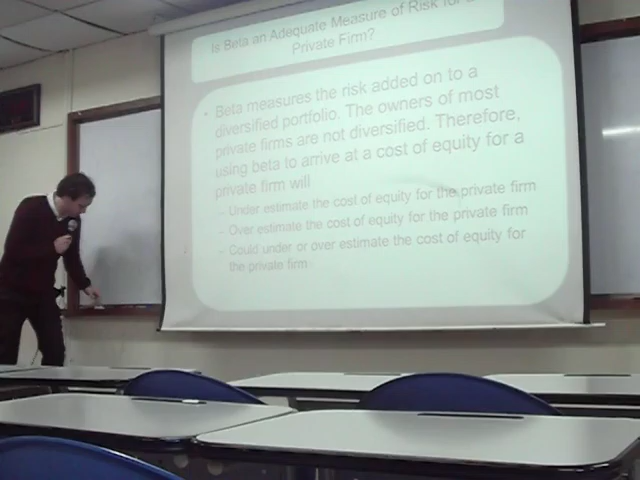 Is Beta an Adequate Measure of Risk for a
Private Firm?
• Beta measures the risk added on to a
diversified portfolio. The owners of most
private firms are not diversified. Therefore,
using beta to arrive at a cost of equity for a
private firm will
– Under estimate the cost of equity for the private firm
– Over estimate the cost of equity for the private firm
– Could under or over estimate the cost of equity for
the private firm